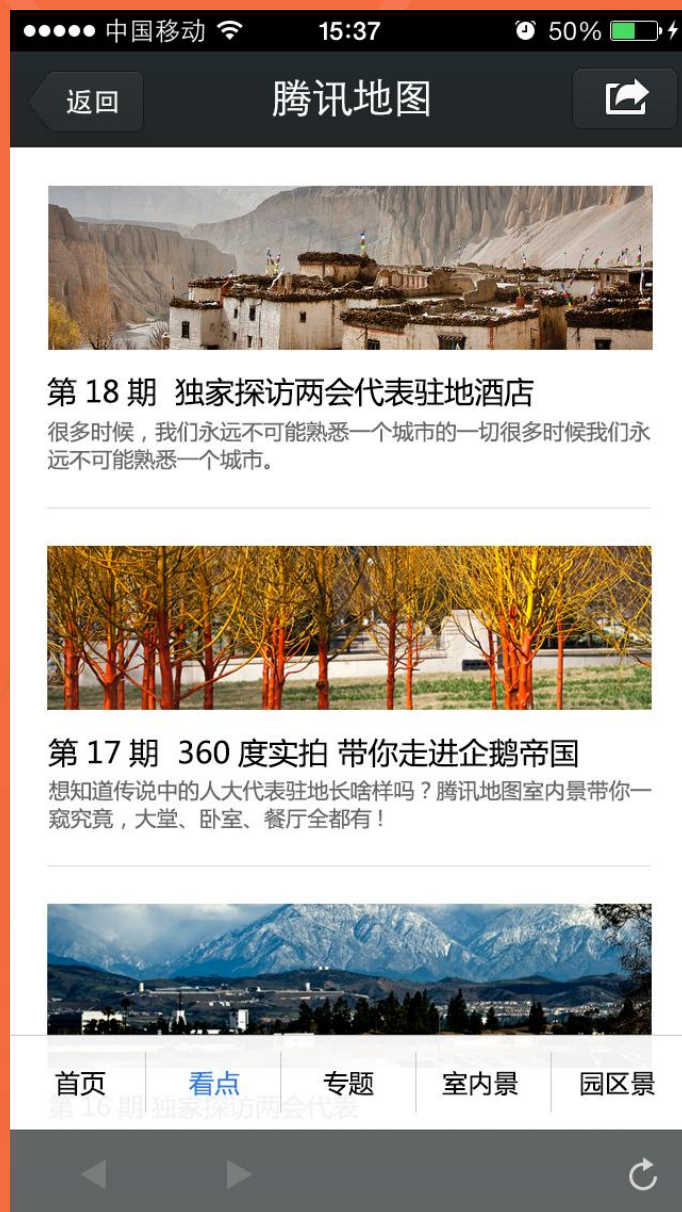 中国移动 15:37 50%
返回 腾讯地图
第 18 期 独家探访两会代表驻地酒店
很多时候，我们永远不可能熟悉一个城市的一切很多时候我们永
远不可能熟悉一个城市。
第 17 期 360 度实拍 带你走进企鹅帝国
想知道传说中的人大代表驻地长啥样吗？腾讯地图室内景带你一
窥究竟，大堂、卧室、餐厅全都有！
首页 看点 专题 室内景 园区景
第 16 期 独家探访两会代表